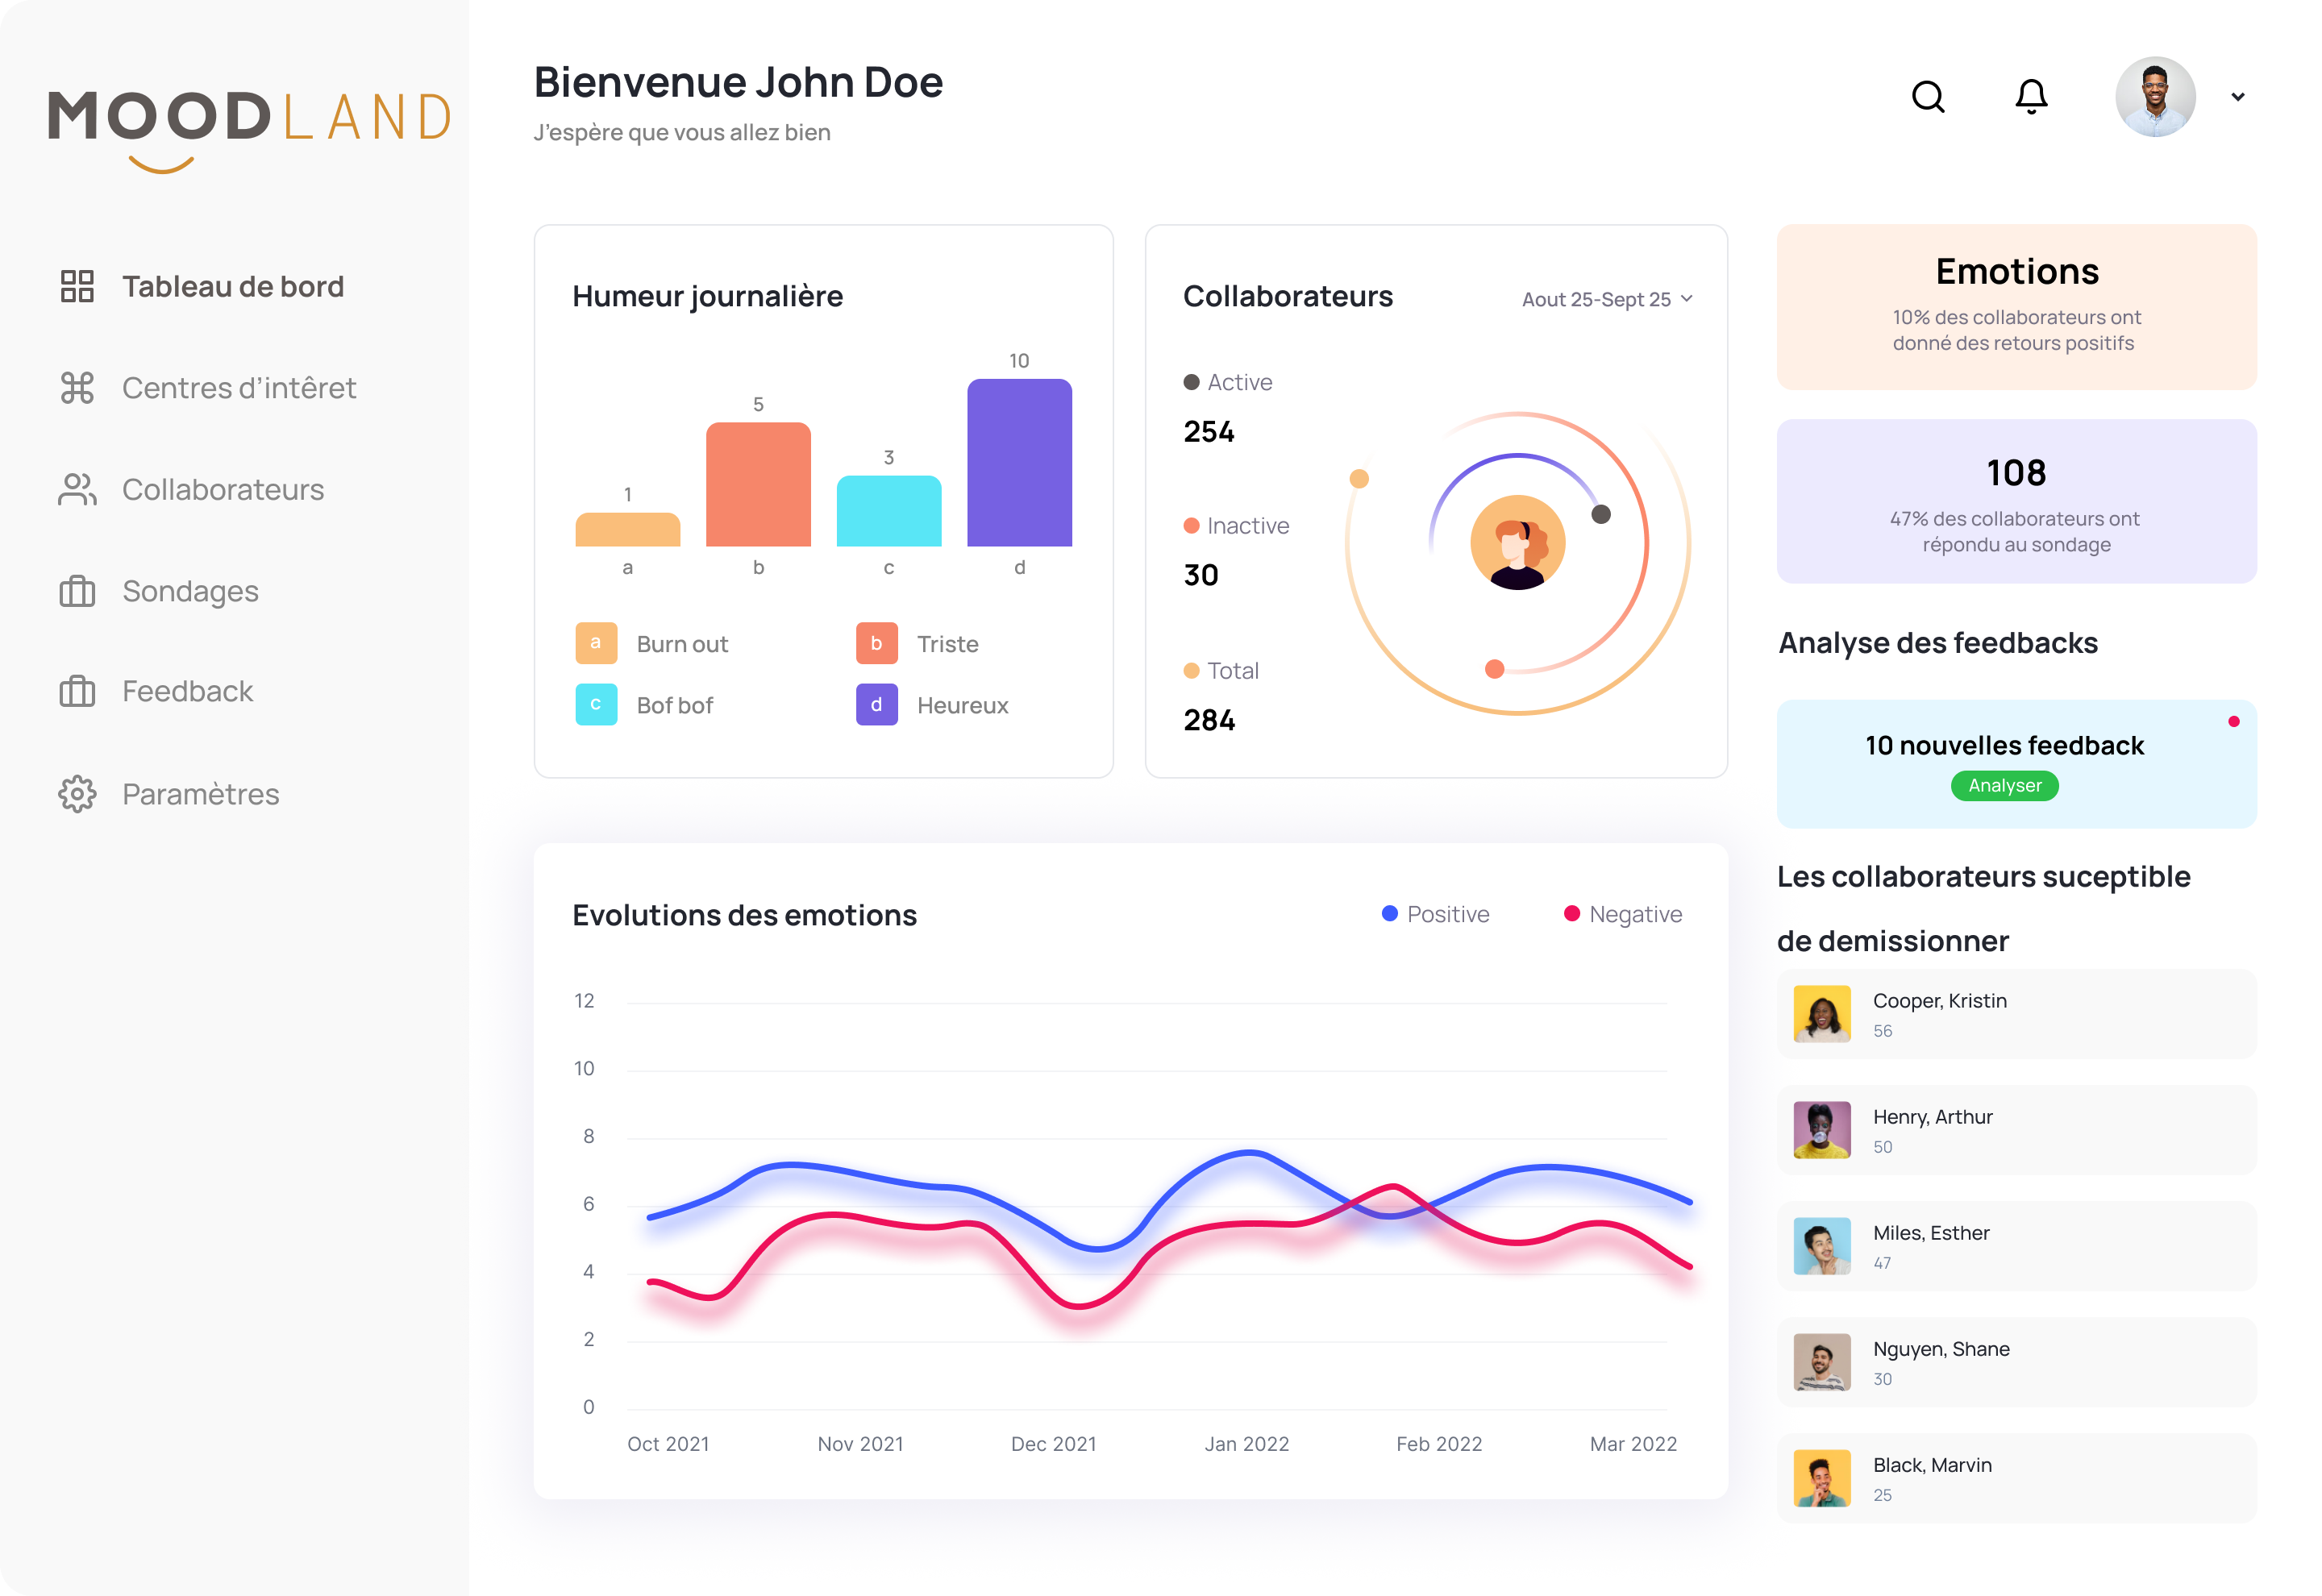 MOODLAND
Tableau de bord
Centres d’intêret
Collaborateurs
Sondages
Feedback
Paramètres
Bienvenue John Doe
J’espère que vous allez bien
Humeur journalière
1
5
3
10
a
b
c
d
a Burn out
b Triste
c Bof bof
d Heureux
Collaborateurs
Aout 25-Sept 25
Active
254
Inactive
30
Total
284
Emotions
10% des collaborateurs ont
donné des retours positifs
108
47% des collaborateurs ont
répondu au sondage
Analyse des feedbacks
10 nouvelles feedback
Analyser
Evolutions des emotions
Positive
Negative
12
10
8
6
4
2
0
Oct 2021
Nov 2021
Dec 2021
Jan 2022
Feb 2022
Mar 2022
Les collaborateurs suceptible
de demissionner
Cooper, Kristin
56
Henry, Arthur
50
Miles, Esther
47
Nguyen, Shane
30
Black, Marvin
25